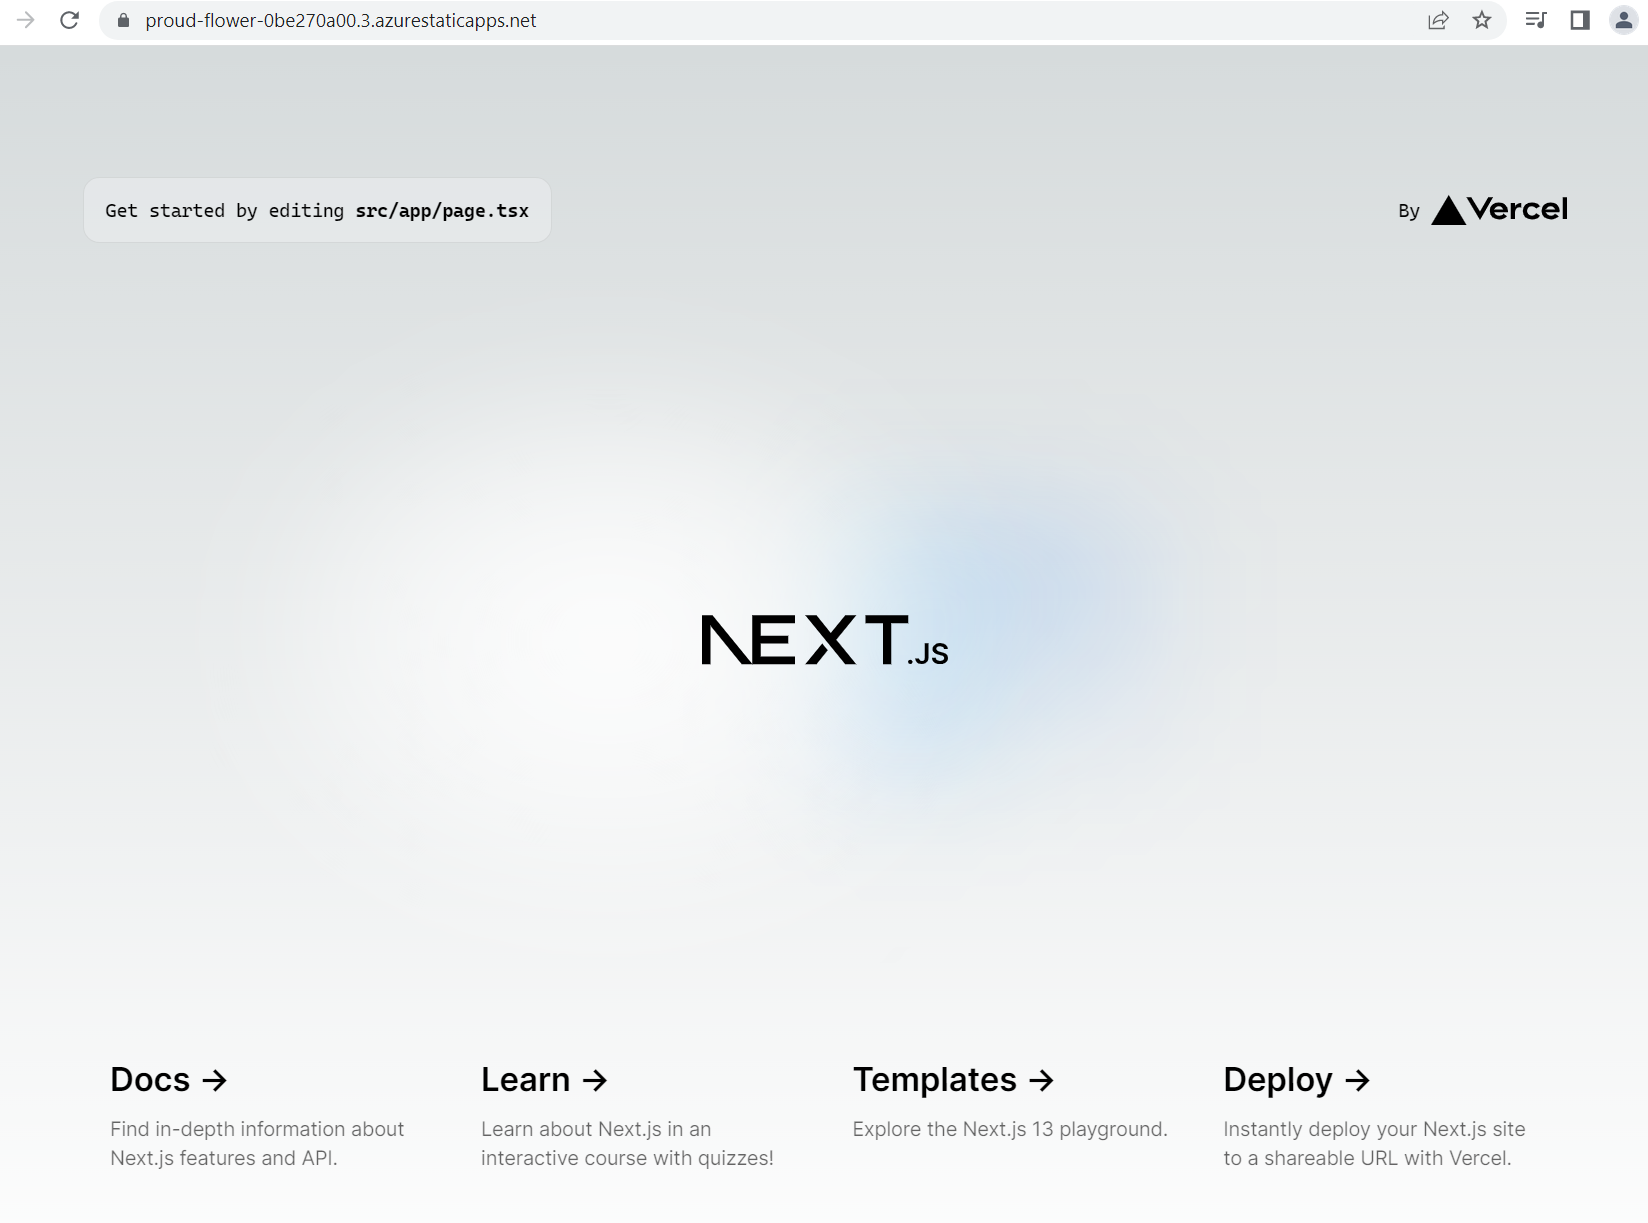 proud-flower-0be270a00.3.azurestaticapps.net
Get started by editing src/app/page.tsx
By Vercel
NEXT.JS
Docs →
Find in-depth information about
Next.js features and API.
Learn →
Learn about Next.js in an
interactive course with quizzes!
Templates →
Explore the Next.js 13 playground.
Deploy →
Instantly deploy your Next.js site
to a shareable URL with Vercel.